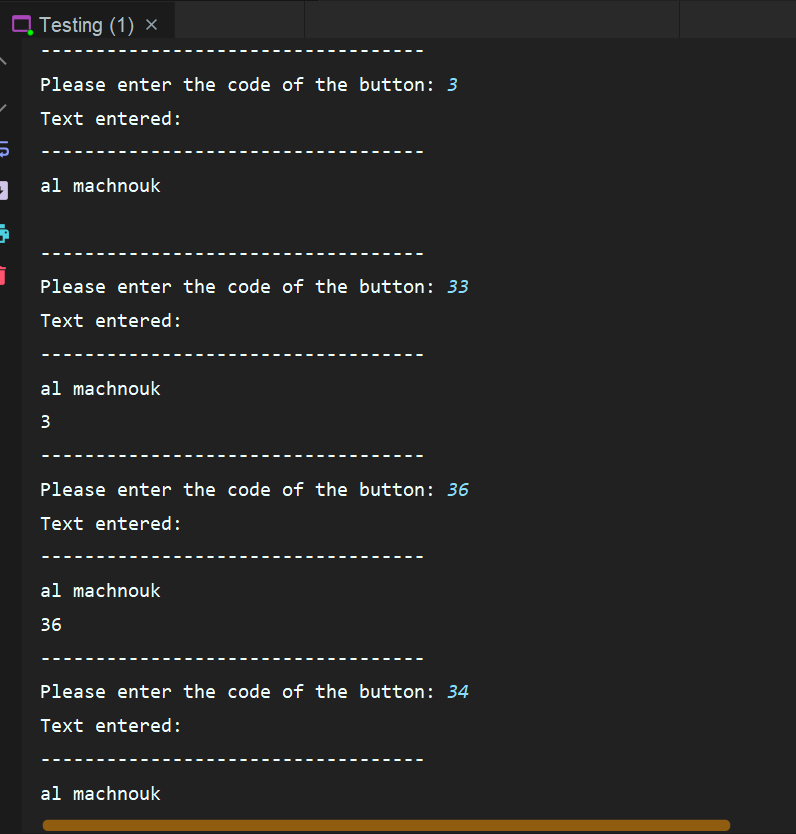 Testing (1)
-----------------------------------
Please enter the code of the button: 3
Text entered:
-----------------------------------
al machnouk
-----------------------------------
Please enter the code of the button: 33
Text entered:
-----------------------------------
al machnouk
3
-----------------------------------
Please enter the code of the button: 36
Text entered:
-----------------------------------
al machnouk
36
-----------------------------------
Please enter the code of the button: 34
Text entered:
-----------------------------------
al machnouk